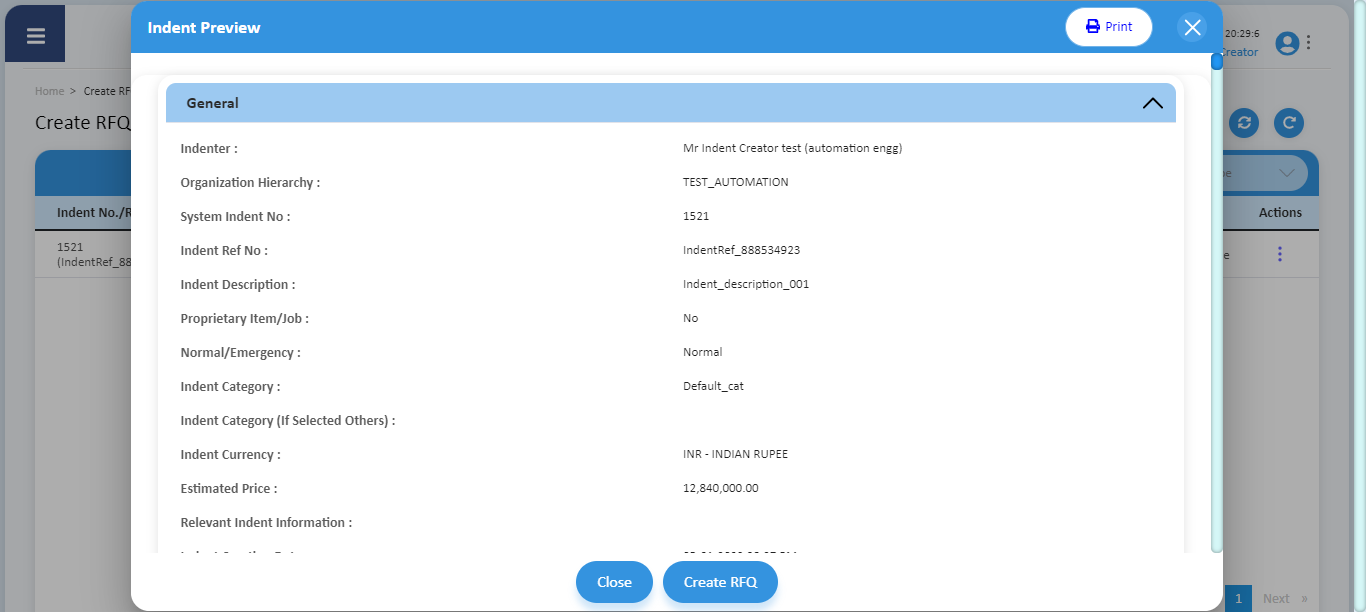 Indent Preview
Print
20:29:6
Creator
Home > Create RF
Create RFQ
General
Indenter : Mr Indent Creator test (automation engg)
Organization Hierarchy : TEST_AUTOMATION
System Indent No : 1521
Indent Ref No : IndentRef_888534923
Indent Description : Indent_description_001
Proprietary Item/Job : No
Normal/Emergency : Normal
Indent Category : Default_cat
Indent Category (If Selected Others) :
Indent Currency : INR - INDIAN RUPEE
Estimated Price : 12,840,000.00
Relevant Indent Information :
Close
Create RFQ
Indent No./R
Actions
1521
(IndentRef_88
1 Next »